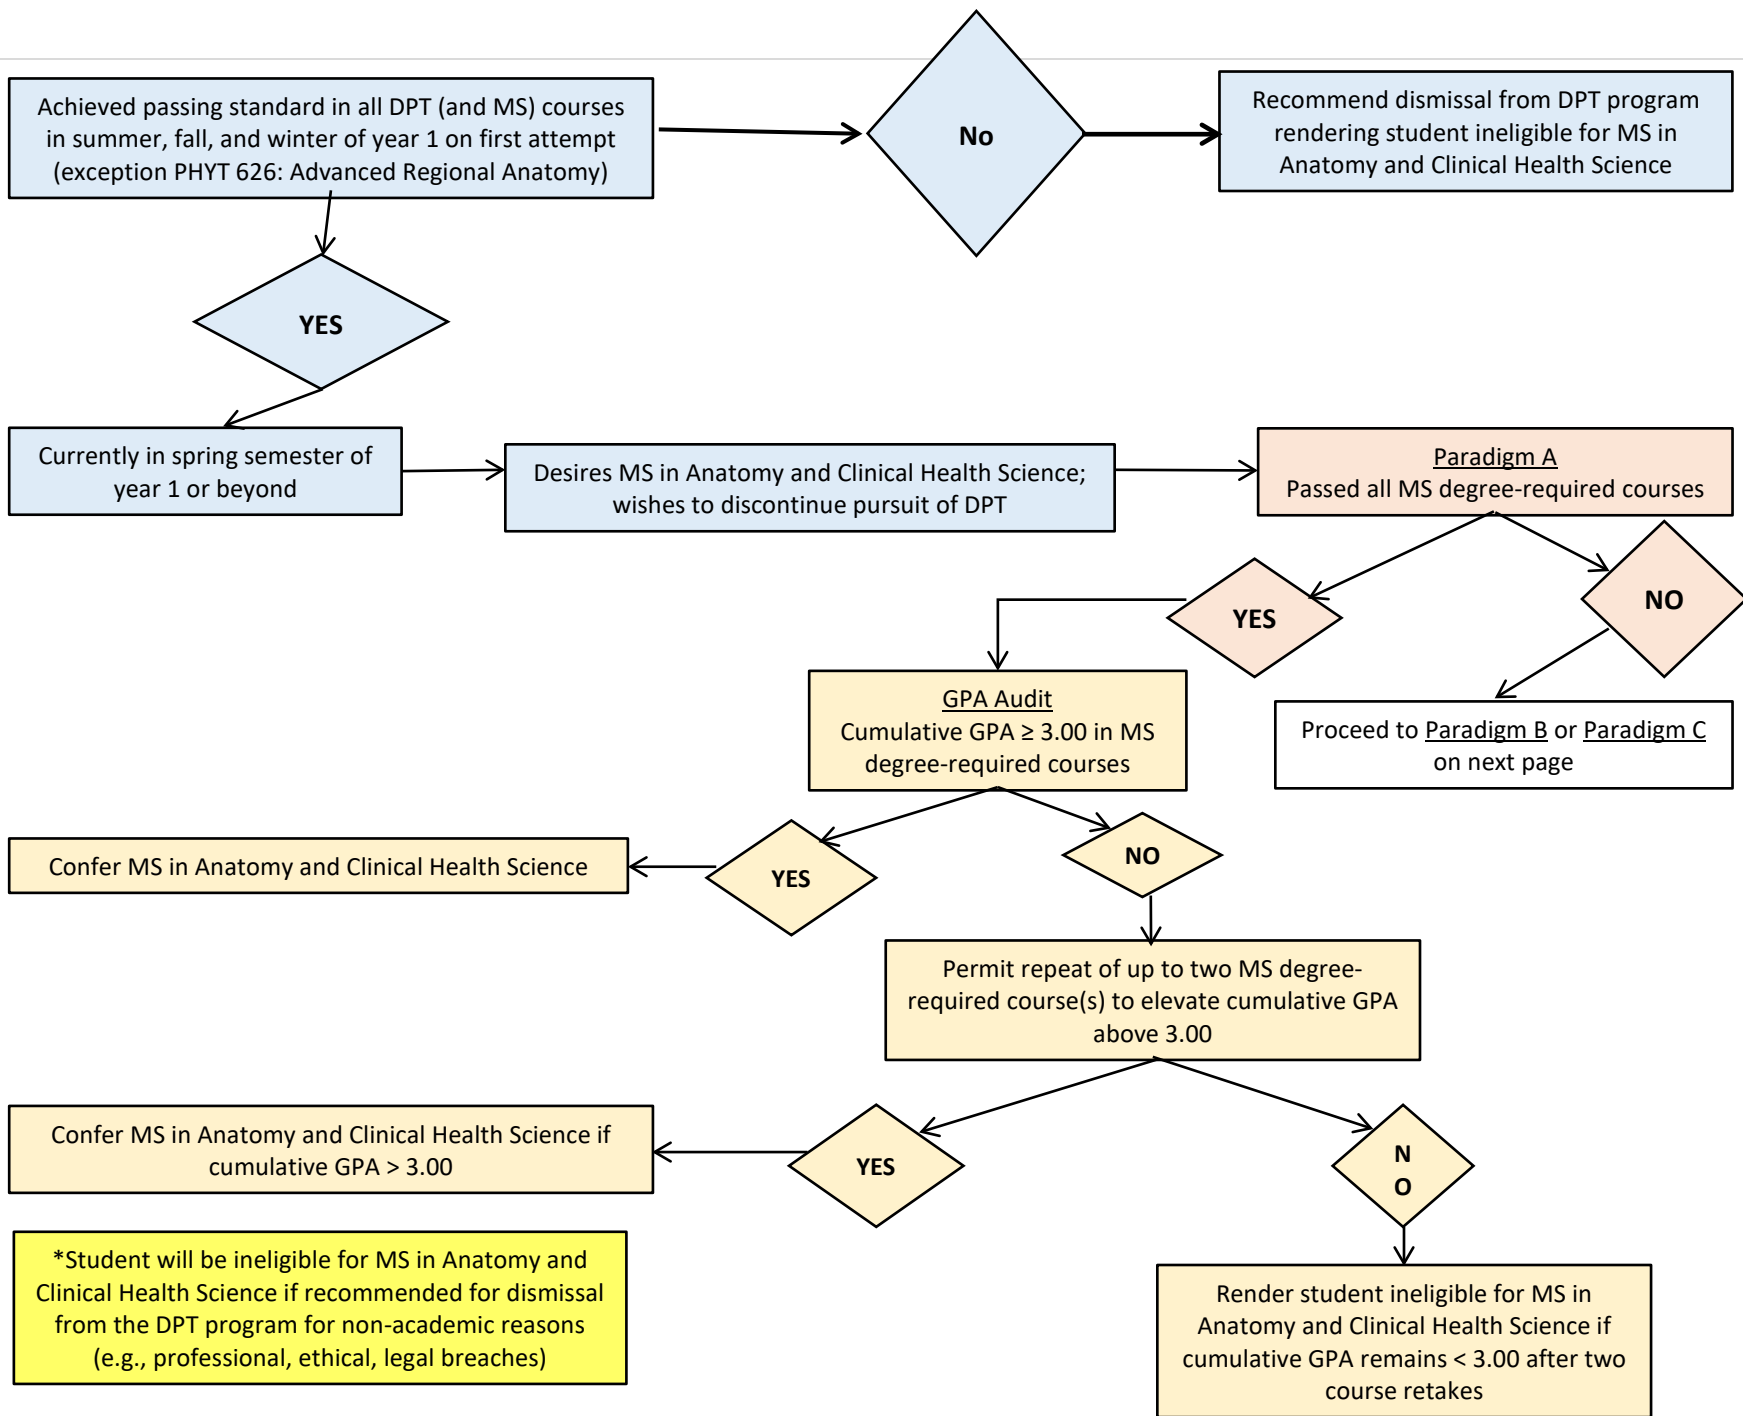 Achieved passing standard in all DPT (and MS) courses
in summer, fall, and winter of year 1 on first attempt
(exception PHYT 626: Advanced Regional Anatomy)
No
Recommend dismissal from DPT program
rendering student ineligible for MS in
Anatomy and Clinical Health Science
YES
Currently in spring semester of
year 1 or beyond
Desires MS in Anatomy and Clinical Health Science;
wishes to discontinue pursuit of DPT
Paradigm A
Passed all MS degree-required courses
YES
NO
GPA Audit
Cumulative GPA ≥ 3.00 in MS
degree-required courses
Proceed to Paradigm B or Paradigm C
on next page
Confer MS in Anatomy and Clinical Health Science
YES
NO
Permit repeat of up to two MS degree-
required course(s) to elevate cumulative GPA
above 3.00
Confer MS in Anatomy and Clinical Health Science if
cumulative GPA > 3.00
YES
N
O
*Student will be ineligible for MS in Anatomy and
Clinical Health Science if recommended for dismissal
from the DPT program for non-academic reasons
(e.g., professional, ethical, legal breaches)
Render student ineligible for MS in
Anatomy and Clinical Health Science if
cumulative GPA remains < 3.00 after two
course retakes